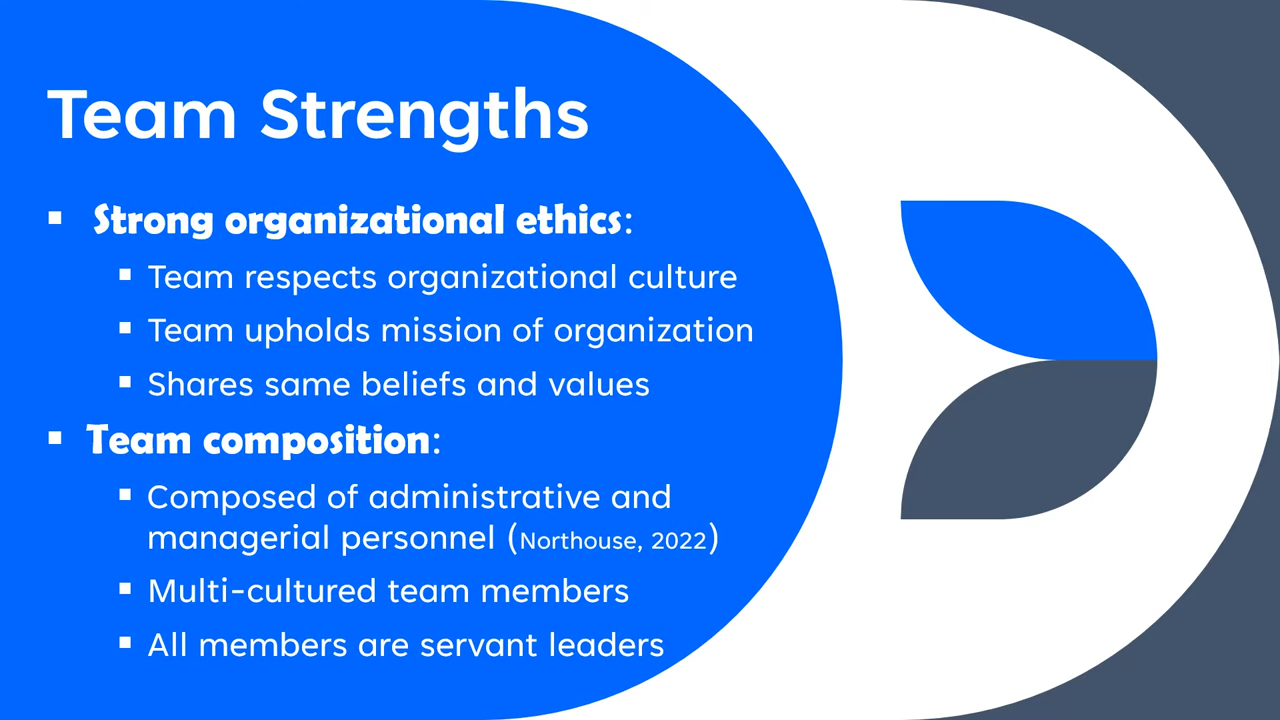 Team Strengths
Strong organizational ethics:
Team respects organizational culture
Team upholds mission of organization
Shares same beliefs and values
Team composition:
Composed of administrative and
managerial personnel (Northouse, 2022)
Multi-cultured team members
All members are servant leaders